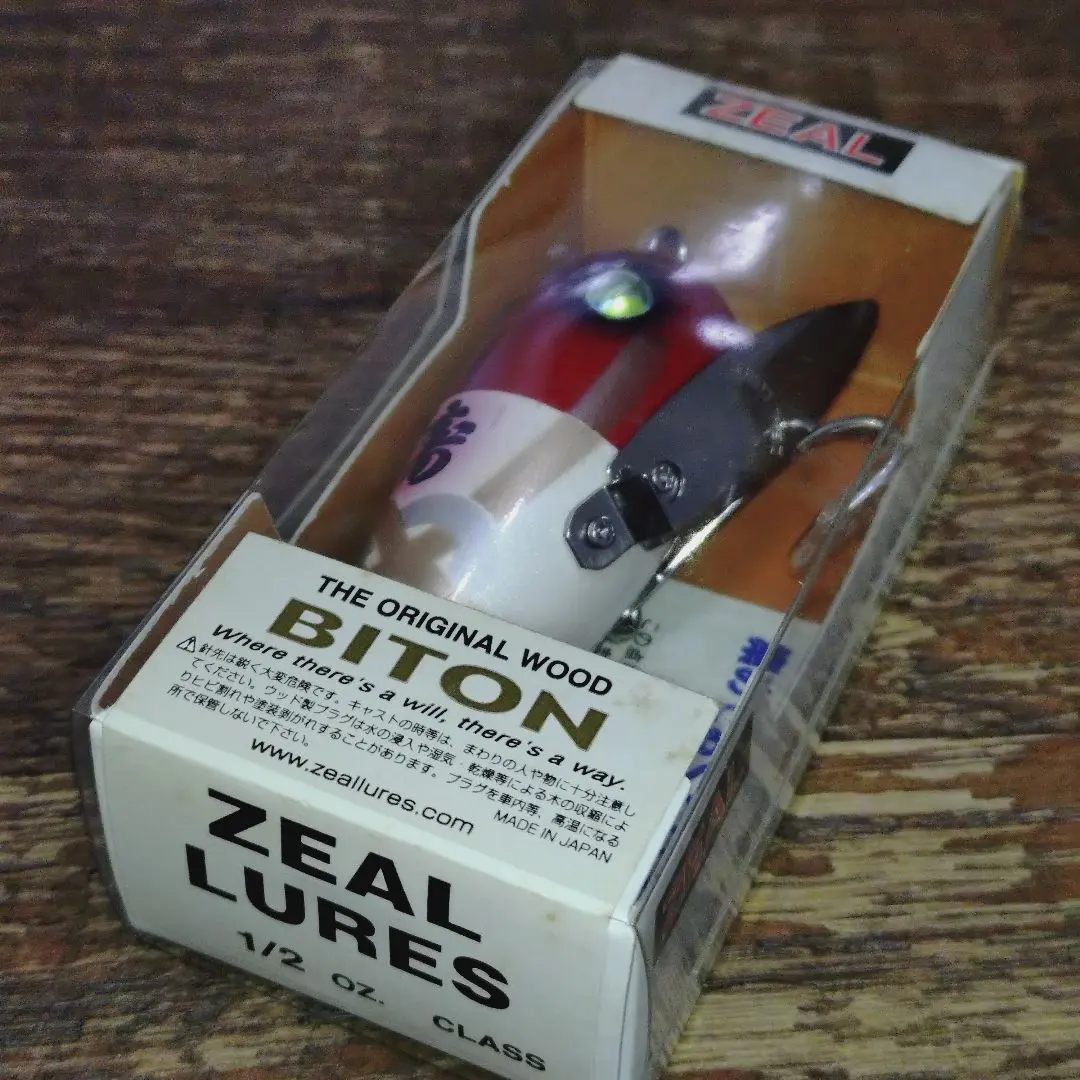 ZEAL
THE ORIGINAL WOOD
BITON
Where there's a will, there's a way.
⚠針先は鋭く大変危険です。キャストの時等は、まわりの人や物に十分注意し
てください。ウッド製プラグは水の浸入や湿気・乾燥等による木の収縮によ
りヒビ割れや塗装剥がれすることがあります。プラグを車内等、高温になる
所で保管しないで下さい。
www.zeallures.com
MADE IN JAPAN
ZEAL
LURES
1/2 OZ.
CLASS